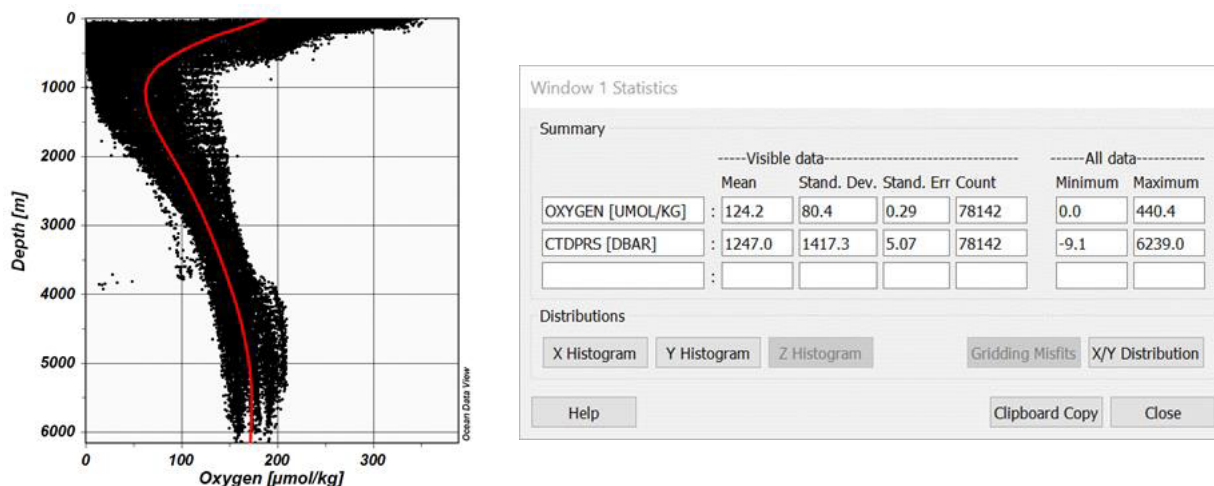 0
1000
2000
3000
4000
5000
6000
Depth [m]
0 100 200 300
Oxygen [µmol/kg]
Ocean Data View
Window 1 Statistics
Summary
-----Visible data----------------------------- -----All data-----------
Mean Stand. Dev. Stand. Err Count Minimum Maximum
OXYGEN [UMOL/KG] : 124.2 80.4 0.29 78142 0.0 440.4
CTDPRS [DBAR] : 1247.0 1417.3 5.07 78142 -9.1 6239.0
:
Distributions
X Histogram Y Histogram Z Histogram Gridding Misfits X/Y Distribution
Help Clipboard Copy Close